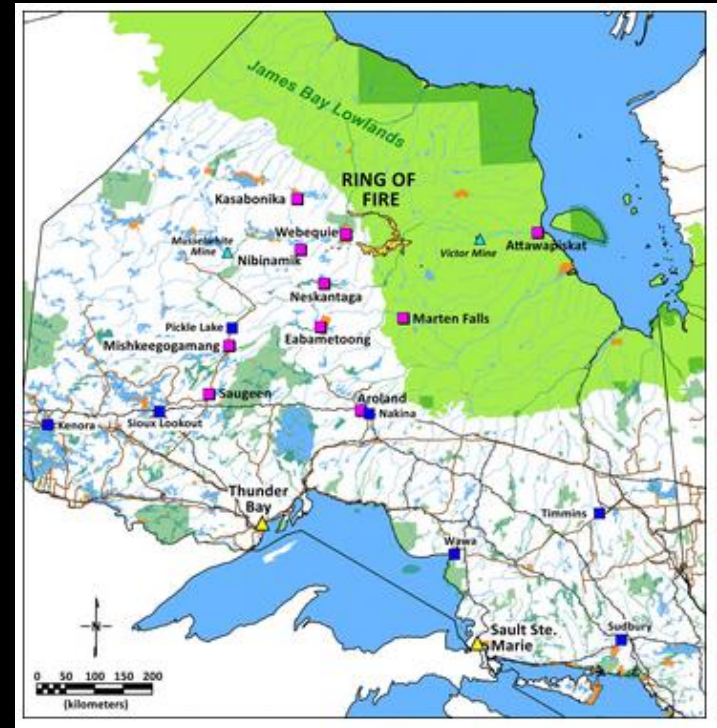 James Bay Lowlands
RING OF
FIRE
Kasabonika
Webequie
Musselwhite
Mine
Nibinamik
Victor Mine
Attawapiskat
Neskantaga
Marten Falls
Pickle Lake
Eabametoong
Mishkeegogamang
Saugeen
Aroland
Nakina
Sioux Lookout
Kenora
Thunder
Bay
Timmins
Wawa
Sudbury
Sault Ste.
Marie
N
0 50 100 150 200
(kilometers)